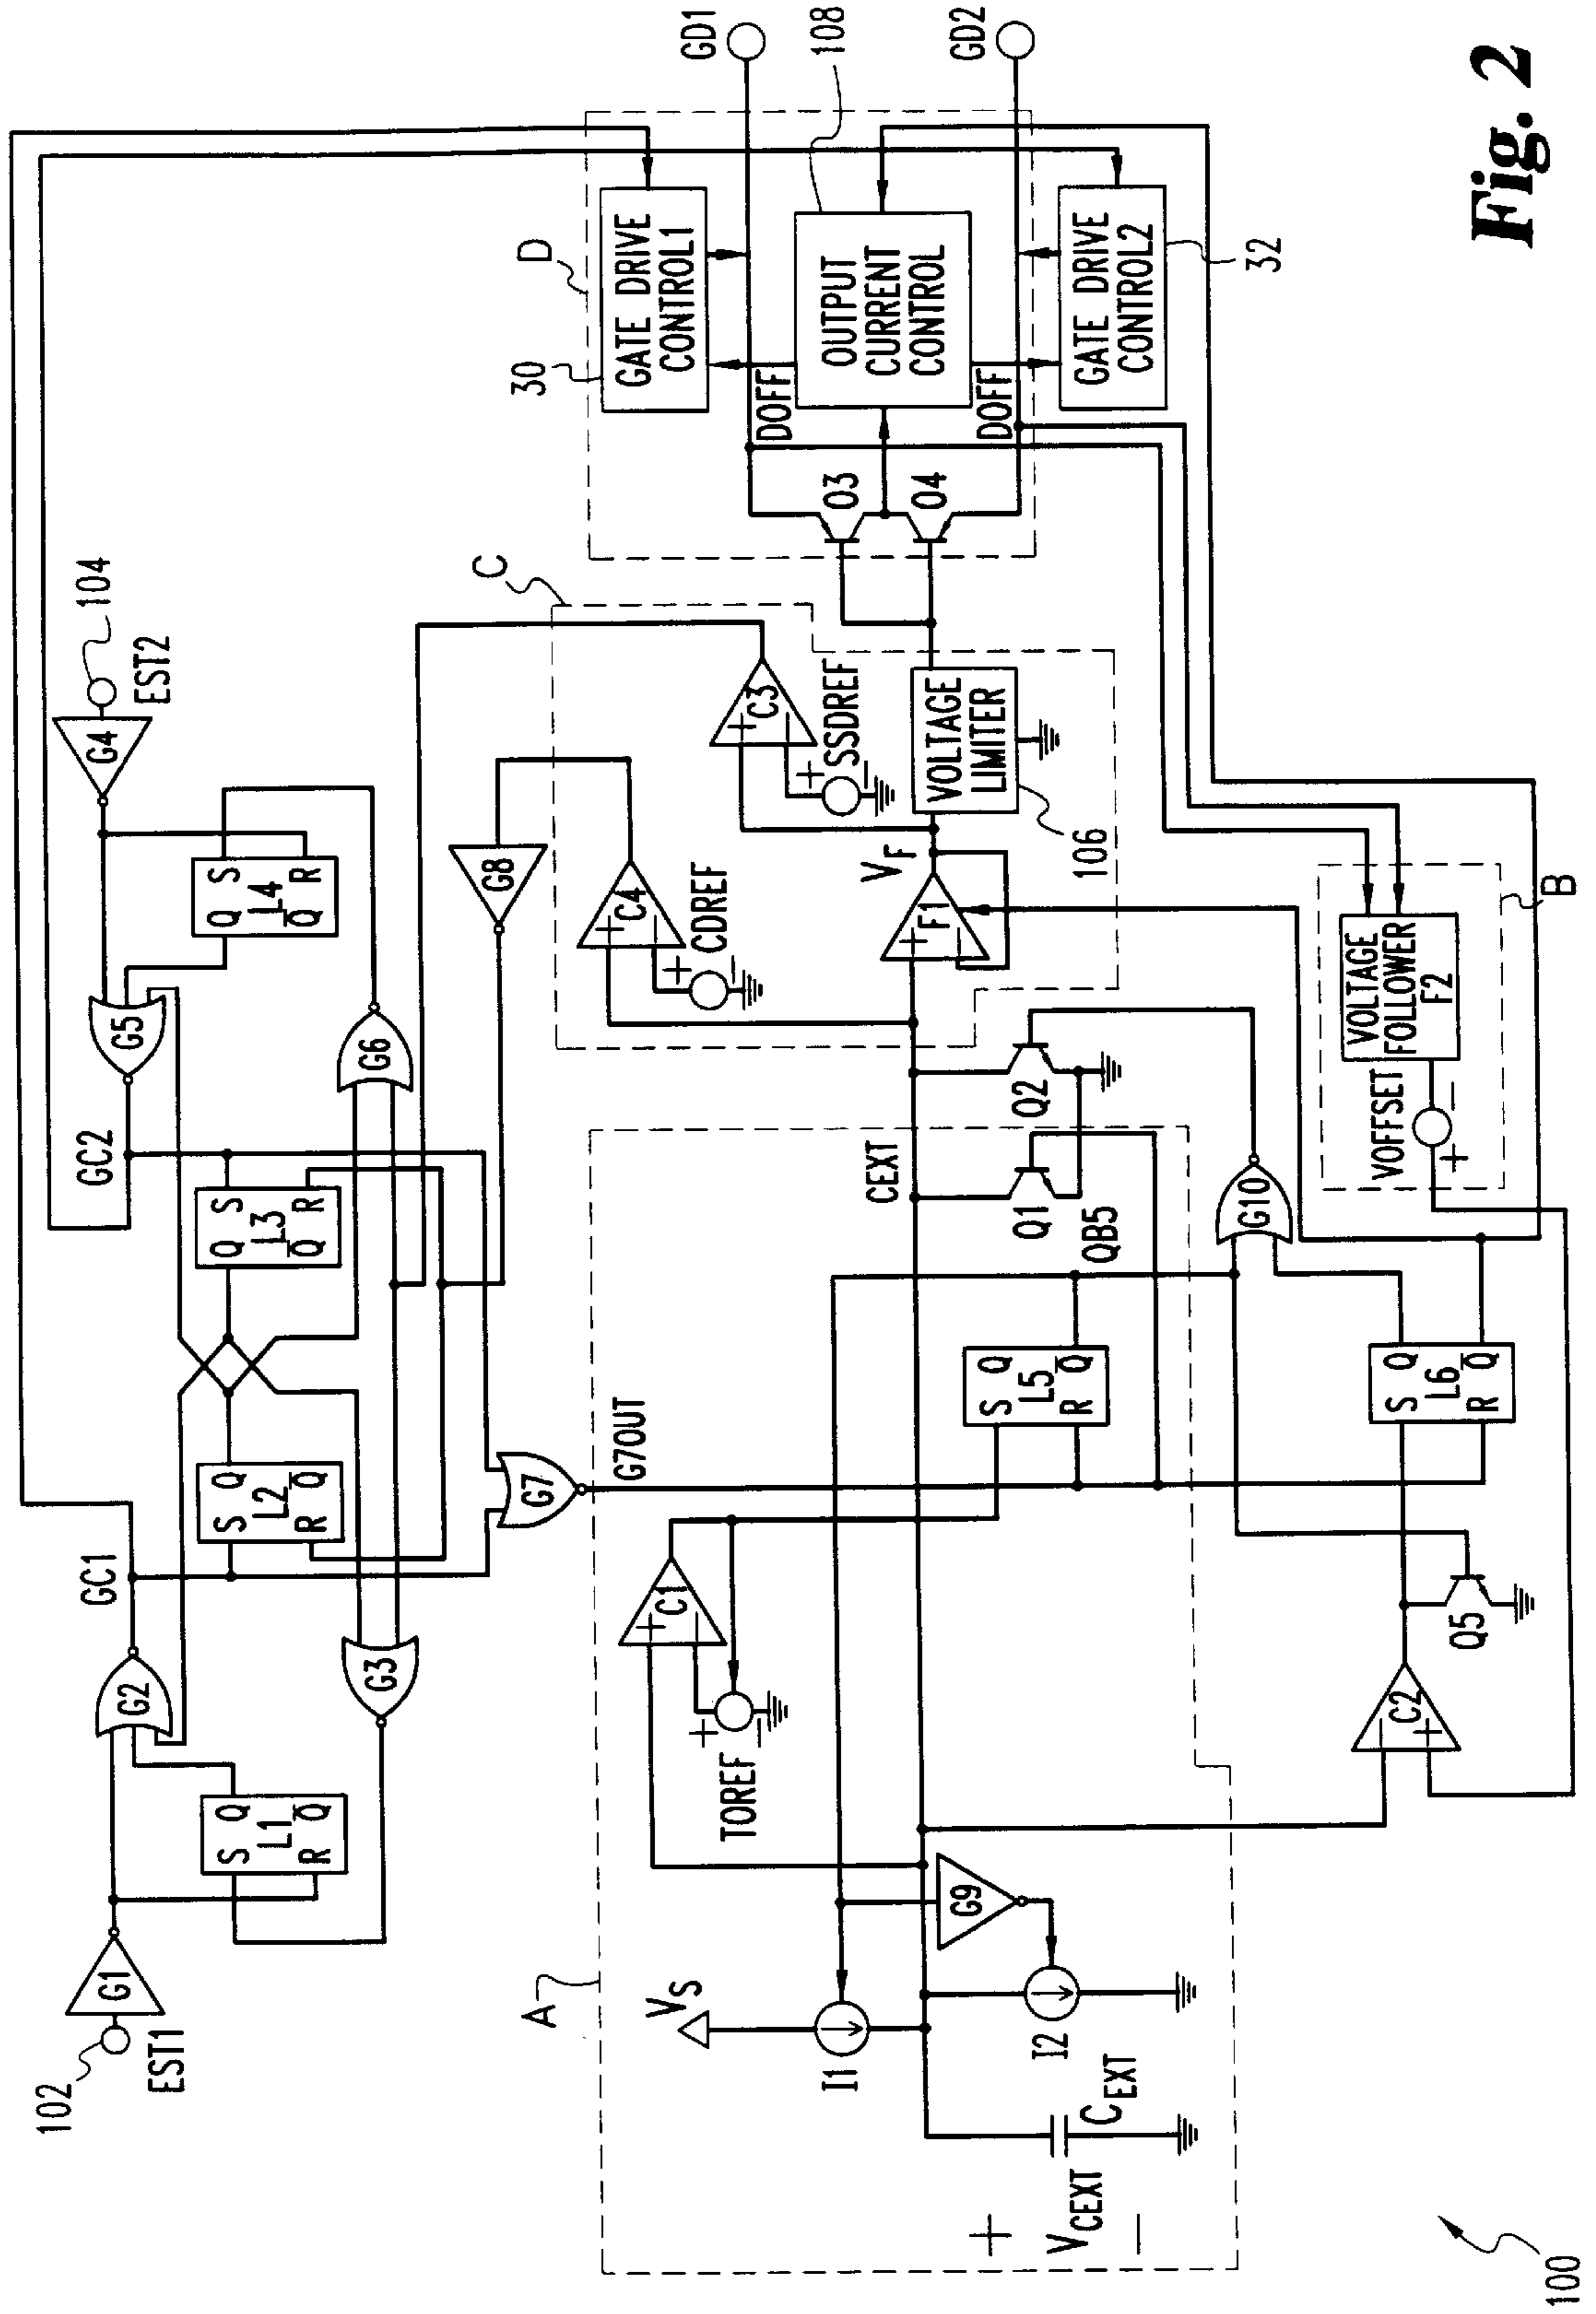 102
EST1
G1
S Q
L1
R Q̅
G2
GC1
S Q
L2
R Q̅
G3
GC2
Q S
L3
Q̅ R
G5
G6
Q S
L4
Q̅ R
G4
104
EST2
G7
G7OUT
G8
A
VS
I1
I2
G9
+
VCEXT
−
CEXT
TOREF
+
−
+
C1
−
S Q
L5
R Q̅
QB5
CEXT
Q1
Q2
C
+
C4
−
CDREF
+
−
+
C3
−
SSDREF
+
−
+
F1
−
VF
VOLTAGE
LIMITER
106
D
30
GATE DRIVE
CONTROL1
DOFF
O3
O4
OUTPUT
CURRENT
CONTROL
108
DOFF
GATE DRIVE
CONTROL2
32
GD1
GD2
−
C2
+
Q5
S Q
L6
R Q̅
G10
VOFFSET
+
−
VOLTAGE
FOLLOWER
F2
B
100
Fig. 2